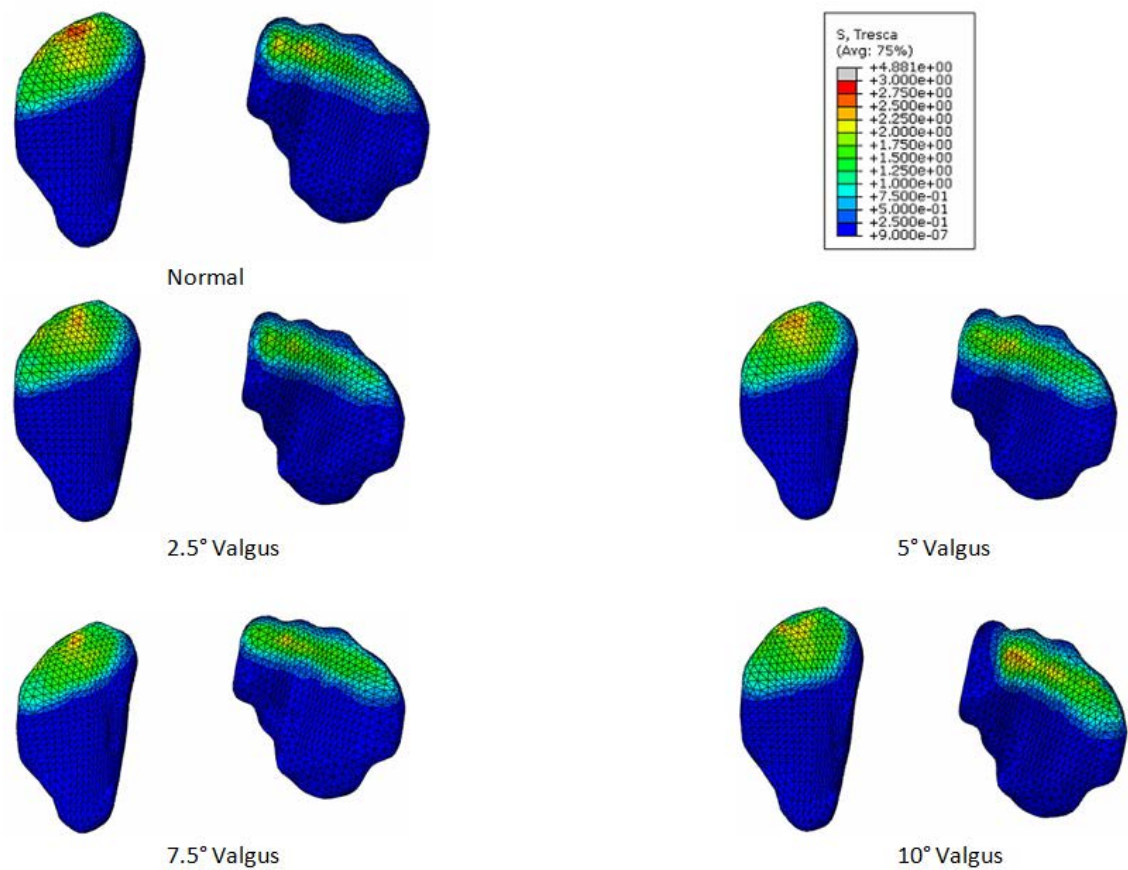 S, Tresca
(Avg: 75%)
+4.881e+00
+3.000e+00
+2.750e+00
+2.500e+00
+2.250e+00
+2.000e+00
+1.750e+00
+1.500e+00
+1.250e+00
+1.000e+00
+7.500e-01
+5.000e-01
+2.500e-01
+9.000e-07
Normal
2.5° Valgus
5° Valgus
7.5° Valgus
10° Valgus